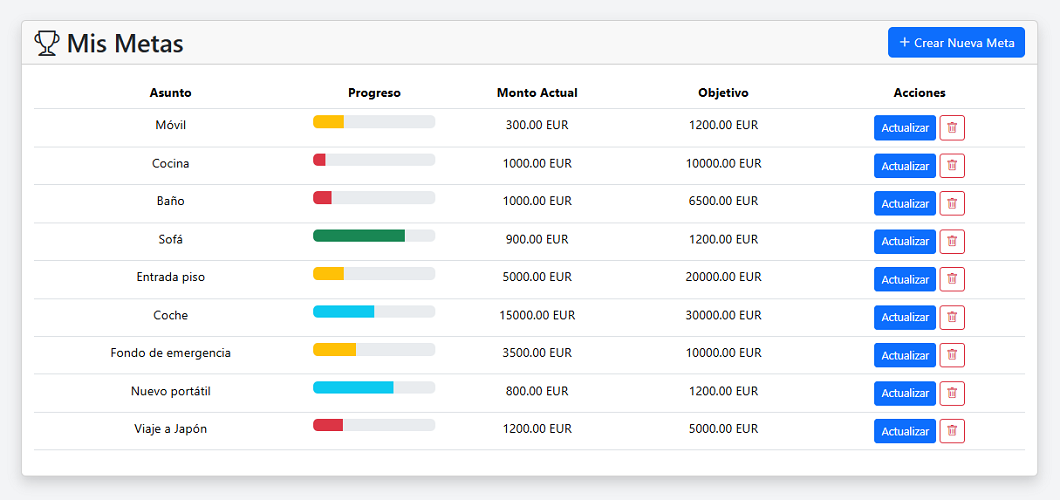 Mis Metas
+ Crear Nueva Meta
Asunto Progreso Monto Actual Objetivo Acciones
Móvil 300.00 EUR 1200.00 EUR Actualizar
Cocina 1000.00 EUR 10000.00 EUR Actualizar
Baño 1000.00 EUR 6500.00 EUR Actualizar
Sofá 900.00 EUR 1200.00 EUR Actualizar
Entrada piso 5000.00 EUR 20000.00 EUR Actualizar
Coche 15000.00 EUR 30000.00 EUR Actualizar
Fondo de emergencia 3500.00 EUR 10000.00 EUR Actualizar
Nuevo portátil 800.00 EUR 1200.00 EUR Actualizar
Viaje a Japón 1200.00 EUR 5000.00 EUR Actualizar